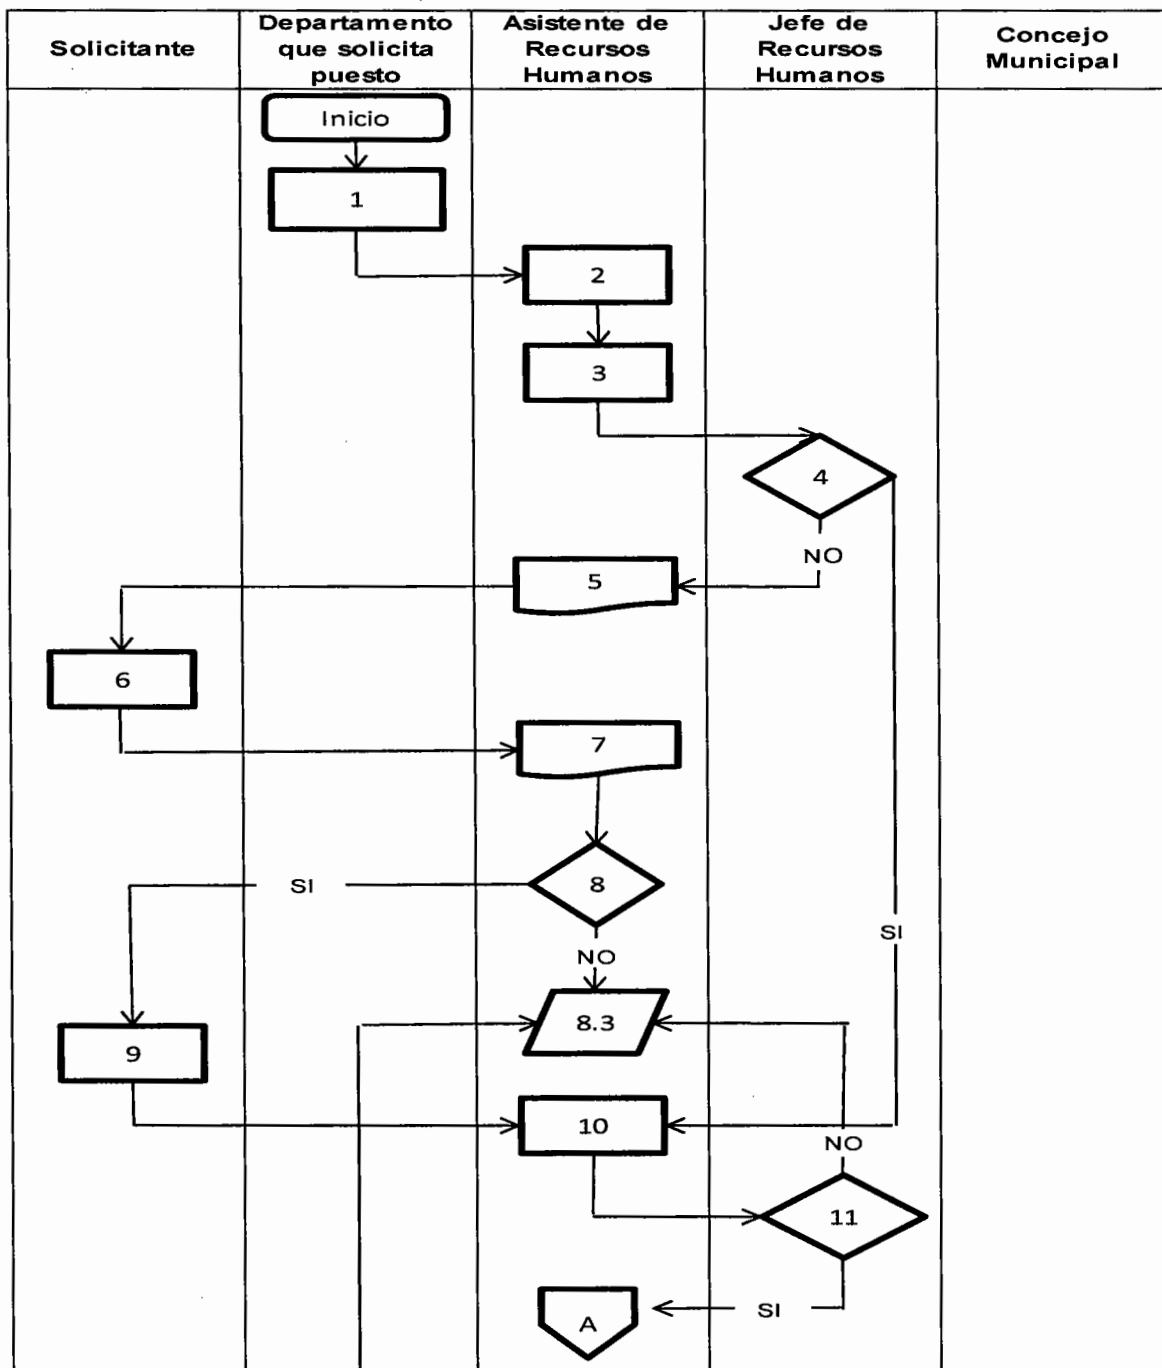 Solicitante
Departamento
que solicita
puesto
Asistente de
Recursos
Humanos
Jefe de
Recursos
Humanos
Concejo
Municipal
Inicio
1
2
3
4
NO
5
6
7
SI
8
SI
NO
8.3
9
10
NO
11
SI
A